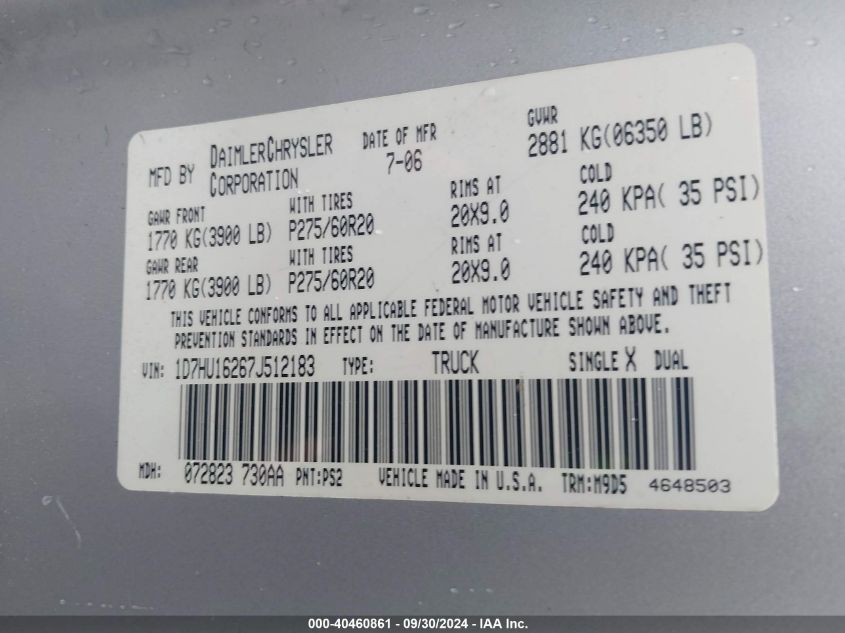 MFD BY DAIMLERCHRYSLER CORPORATION DATE OF MFR 7-06 GVWR 2881 KG(06350 LB)
GAWR FRONT WITH TIRES RIMS AT COLD
1770 KG(3900 LB) P275/60R20 20X9.0 240 KPA( 35 PSI)
GAWR REAR WITH TIRES RIMS AT COLD
1770 KG(3900 LB) P275/60R20 20X9.0 240 KPA( 35 PSI)
THIS VEHICLE CONFORMS TO ALL APPLICABLE FEDERAL MOTOR VEHICLE SAFETY AND THEFT
PREVENTION STANDARDS IN EFFECT ON THE DATE OF MANUFACTURE SHOWN ABOVE.
VIN: 1D7HU16267J512183 TYPE: TRUCK SINGLE X DUAL
MDH: 072823 730AA PNT:PS2 VEHICLE MADE IN U.S.A. TRM:M9D5 4648503
000-40460861 - 09/30/2024 - IAA Inc.